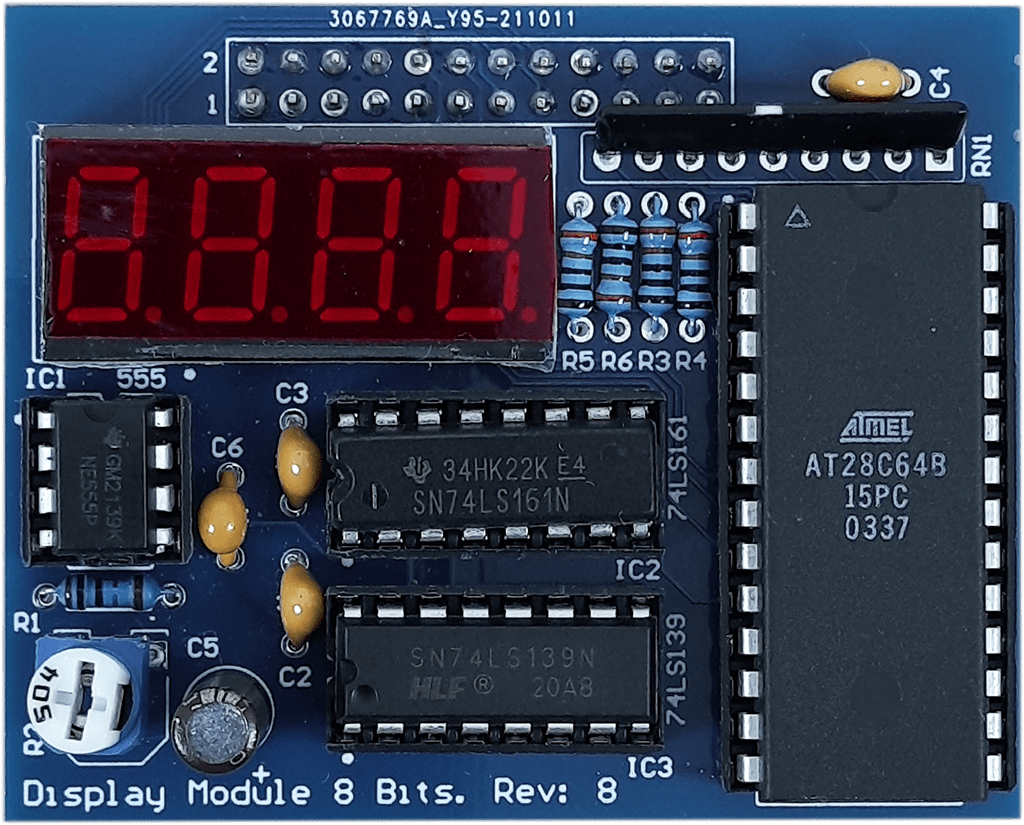 3067769A_Y95-211011
2
1
C4
RN1
R5 R6 R3 R4
IC1
555
C3
C6
GM2139K
NE555P
34HK22K E4
SN74LS161N
74LS161
IC2
ATMEL
AT28C64B
15PC
0337
R1
C5
C2
504
R2
SN74LS139N
HLF® 20A8
74LS139
IC3
+
Display Module 8 Bits. Rev: 8